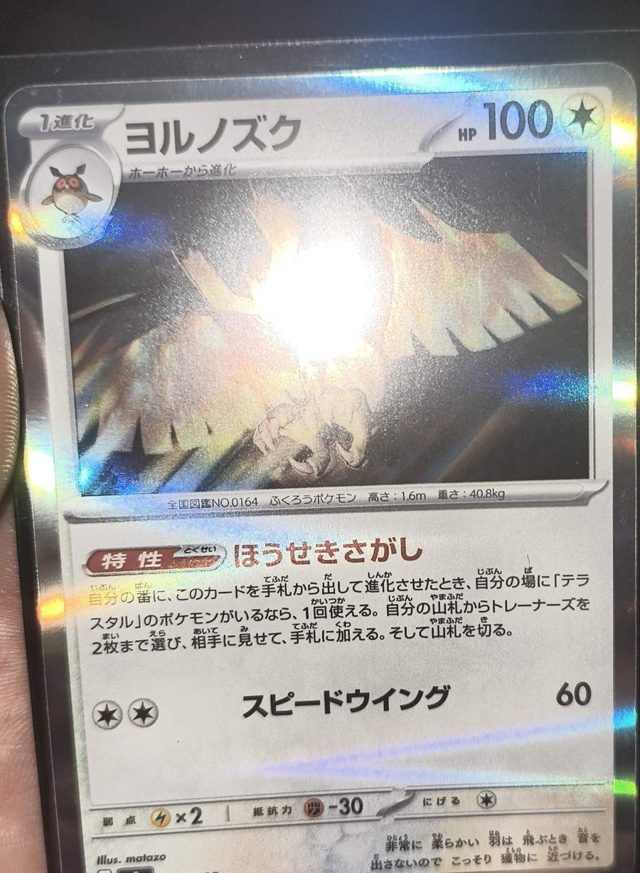 1進化
ヨルノズク
HP 100
ホーホーから進化
全国図鑑NO.0164 ふくろうポケモン 高さ：1.6m 重さ：40.8kg
特性 ほうせきさがし
自分の番に、このカードを手札から出して進化させたとき、自分の場に「テラ
スタル」のポケモンがいるなら、1回使える。自分の山札からトレーナーズを
2枚まで選び、相手に見せて、手札に加える。そして山札を切る。
スピードウイング 60
弱点 ×2 抵抗力 -30 にげる
非常に 柔らかい 羽は 飛ぶとき 音を
出さないので こっそり 獲物に 近づける。
Illus. matazo